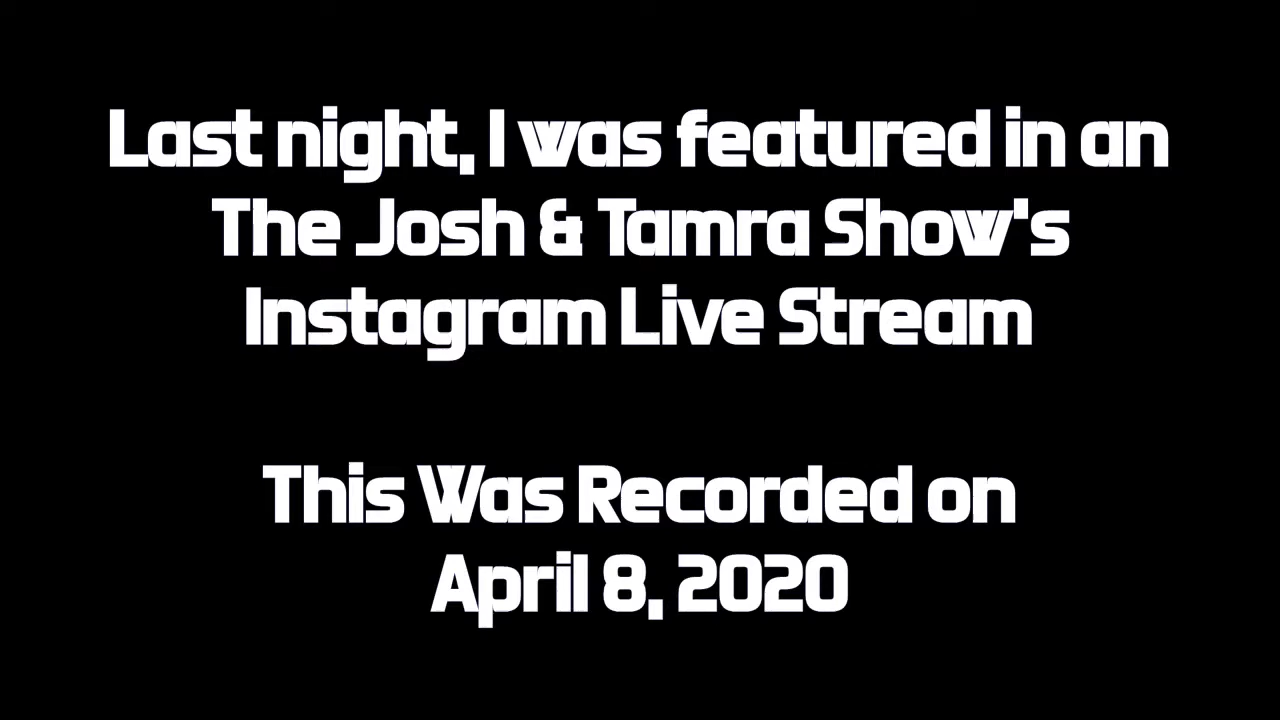 Last night, I was featured in an
The Josh & Tamra Show's
Instagram Live Stream
This Was Recorded on
April 8, 2020